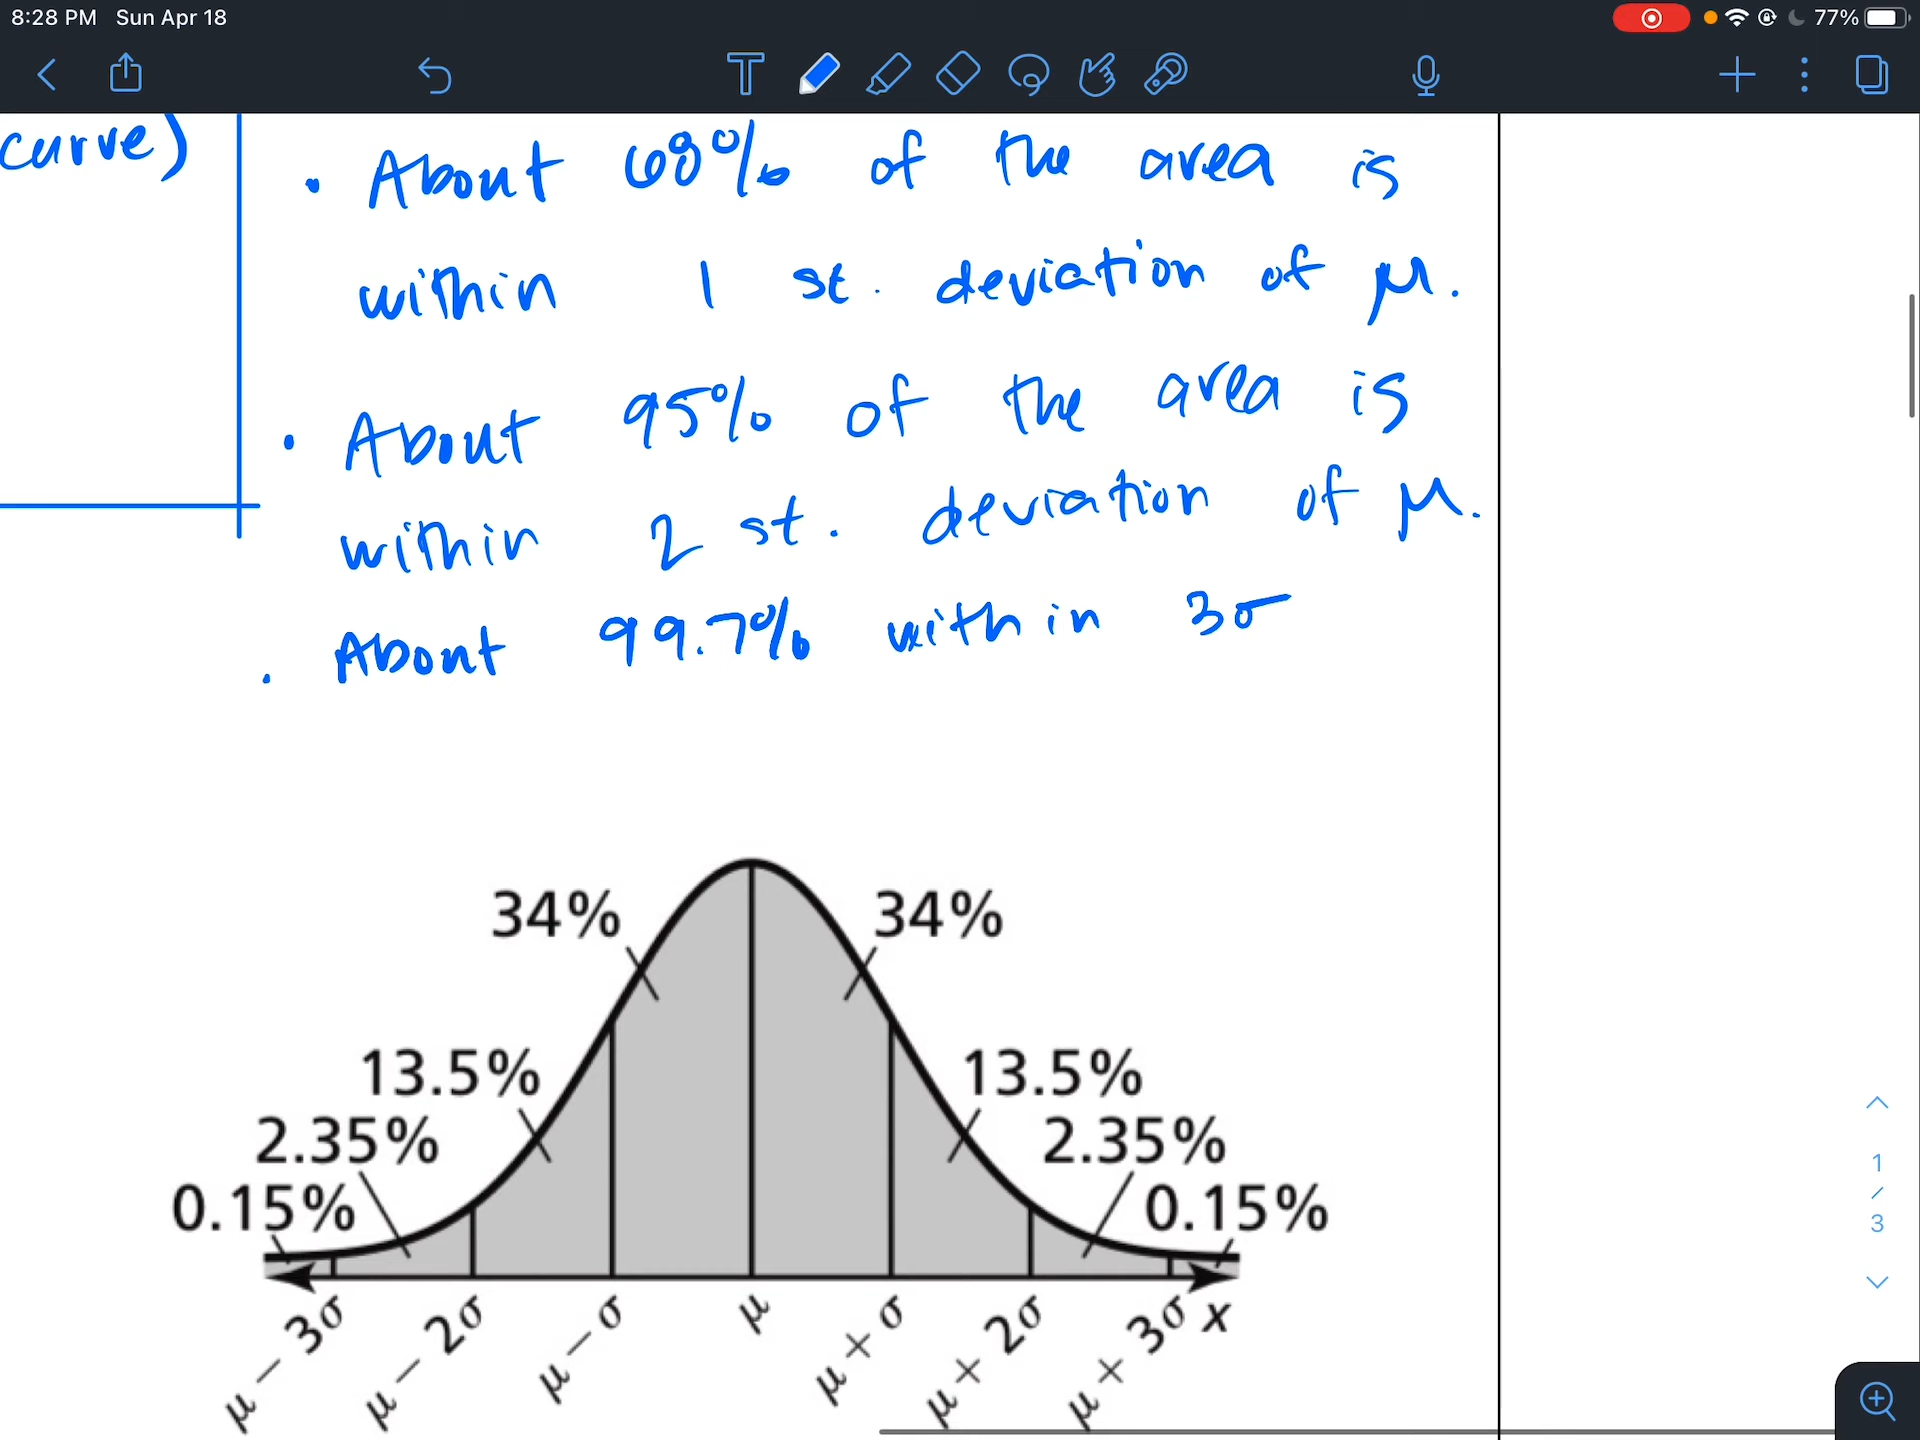 8:28 PM Sun Apr 18
77%
T
curve)
• About 68% of the area is
within 1 st. deviation of μ.
• About 95% of the area is
within 2 st. deviation of μ.
• About 99.7% within 3σ
34% 34%
13.5% 13.5%
2.35% 2.35%
0.15% 0.15%
μ − 3σ μ − 2σ μ − σ μ μ + σ μ + 2σ μ + 3σ x
1
/
3